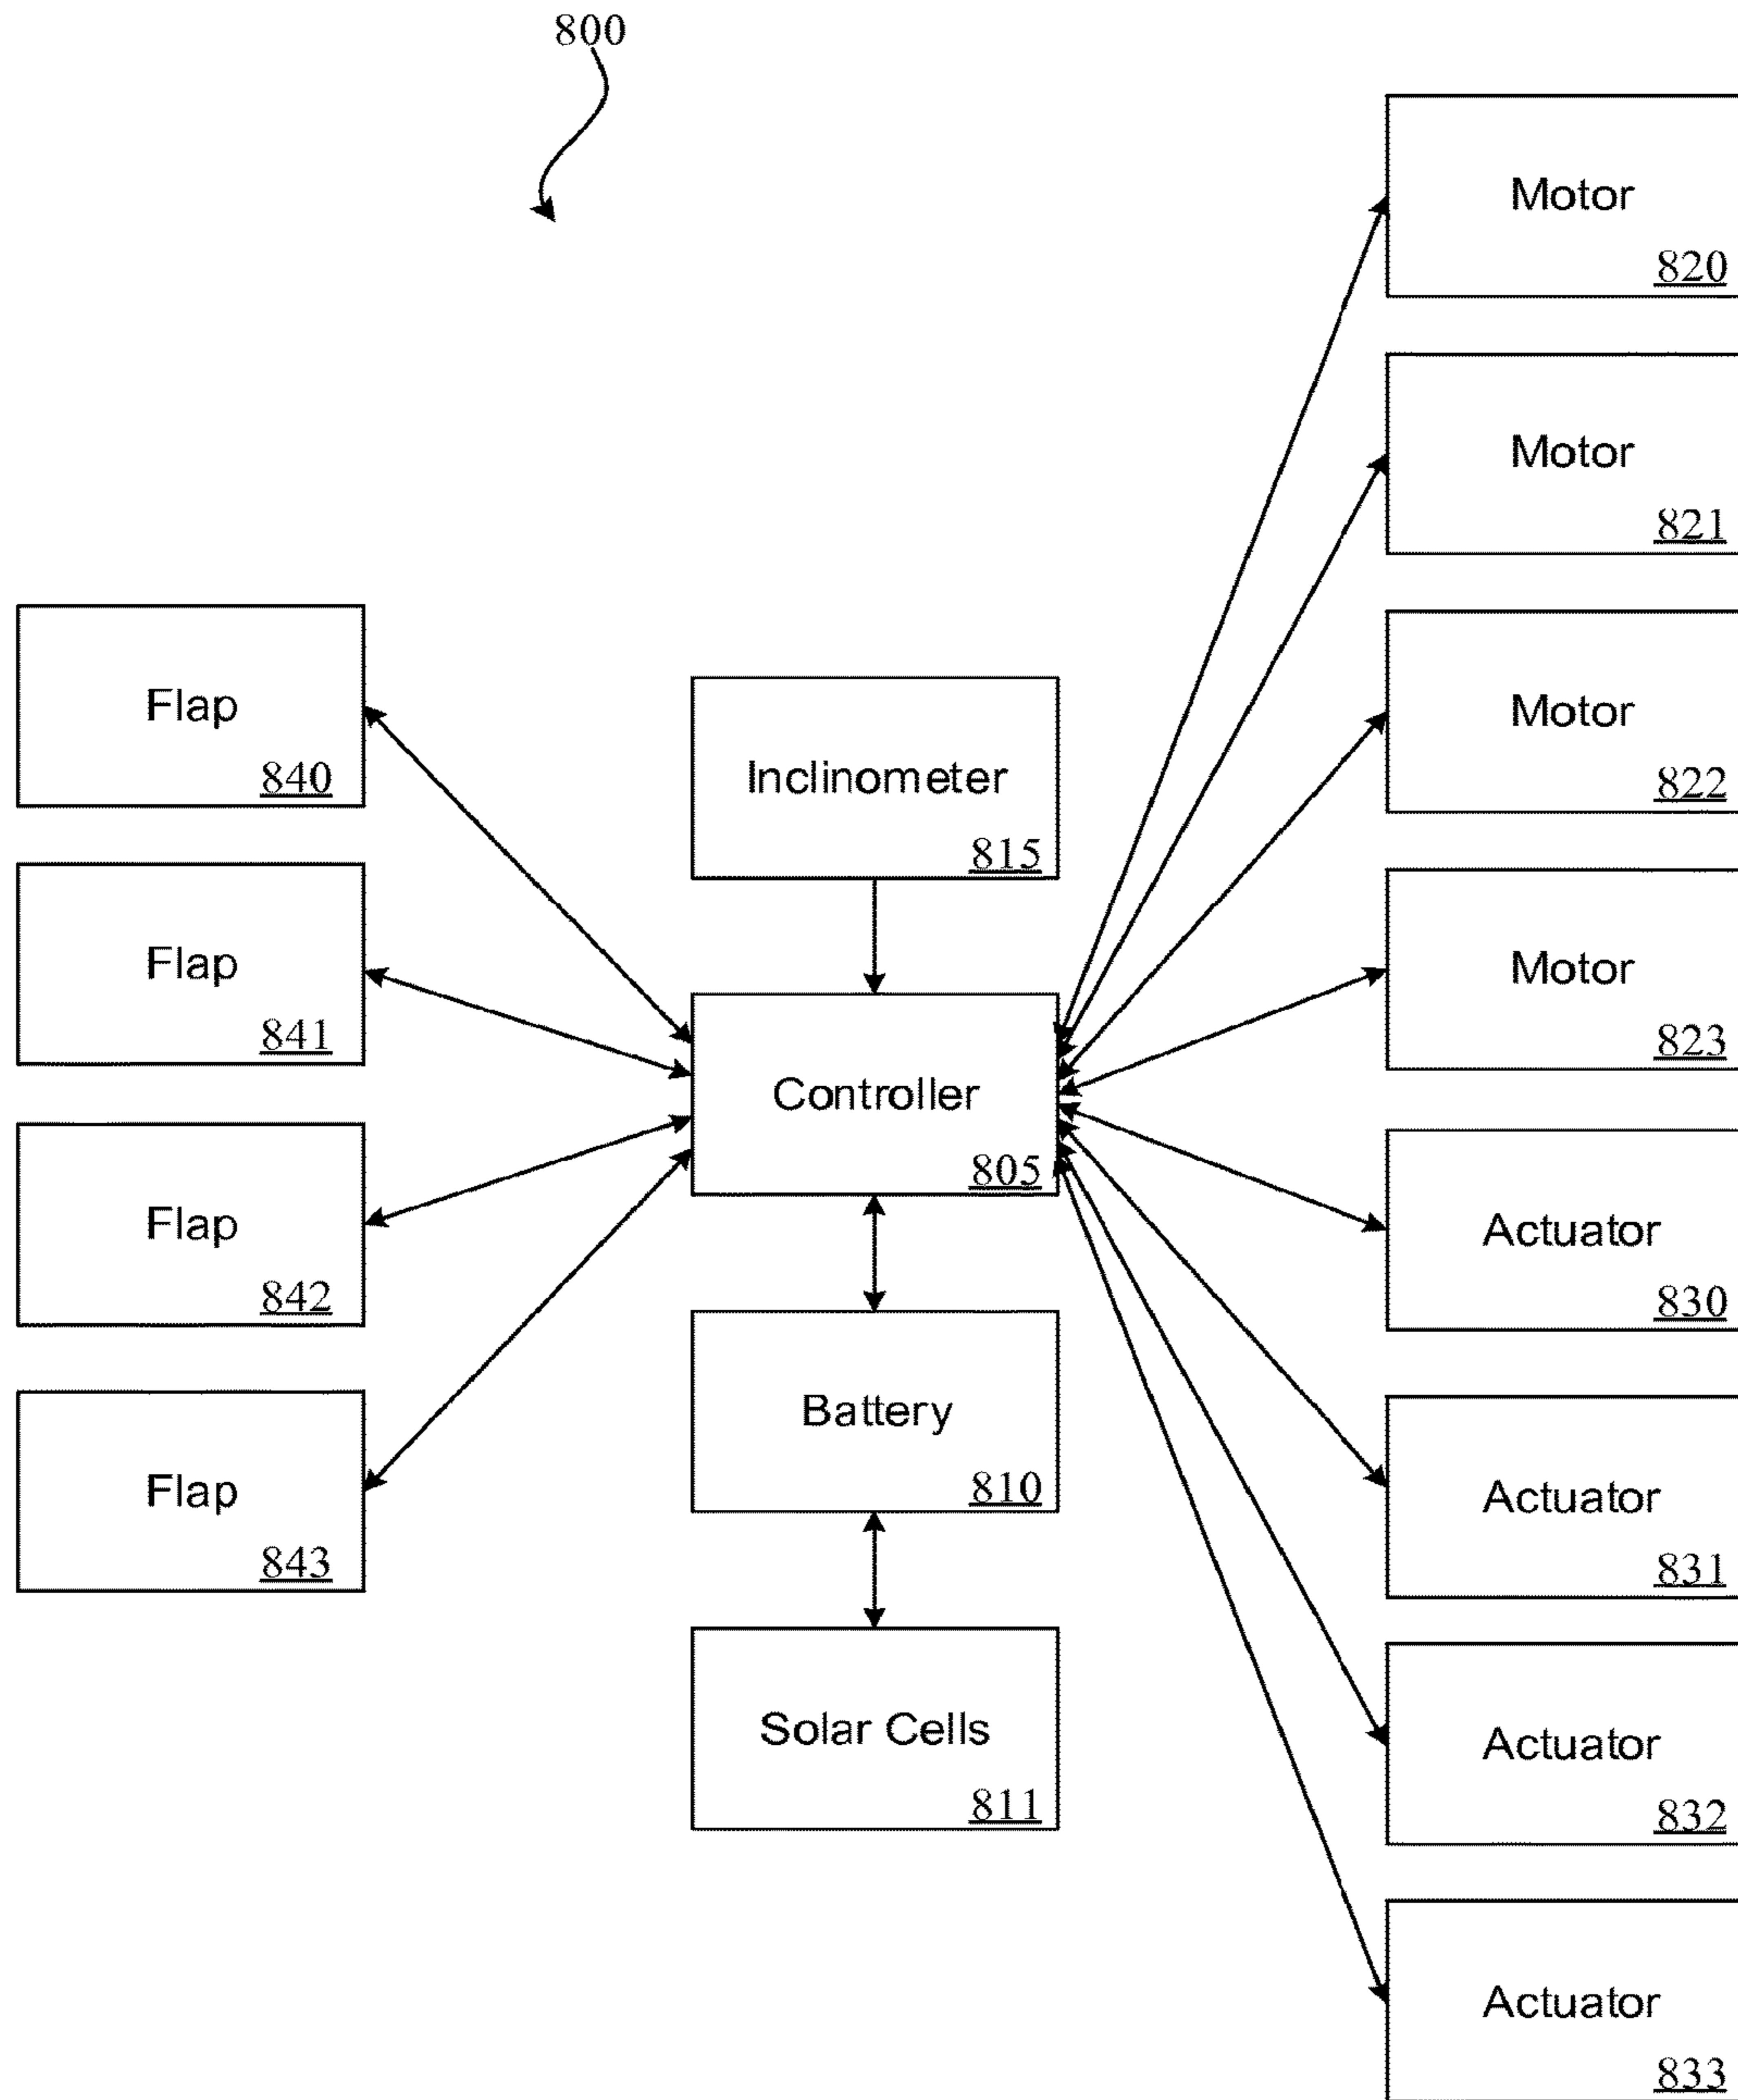 800
Motor
820
Motor
821
Motor
822
Motor
823
Actuator
830
Actuator
831
Actuator
832
Actuator
833
Flap
840
Flap
841
Flap
842
Flap
843
Inclinometer
815
Controller
805
Battery
810
Solar Cells
811